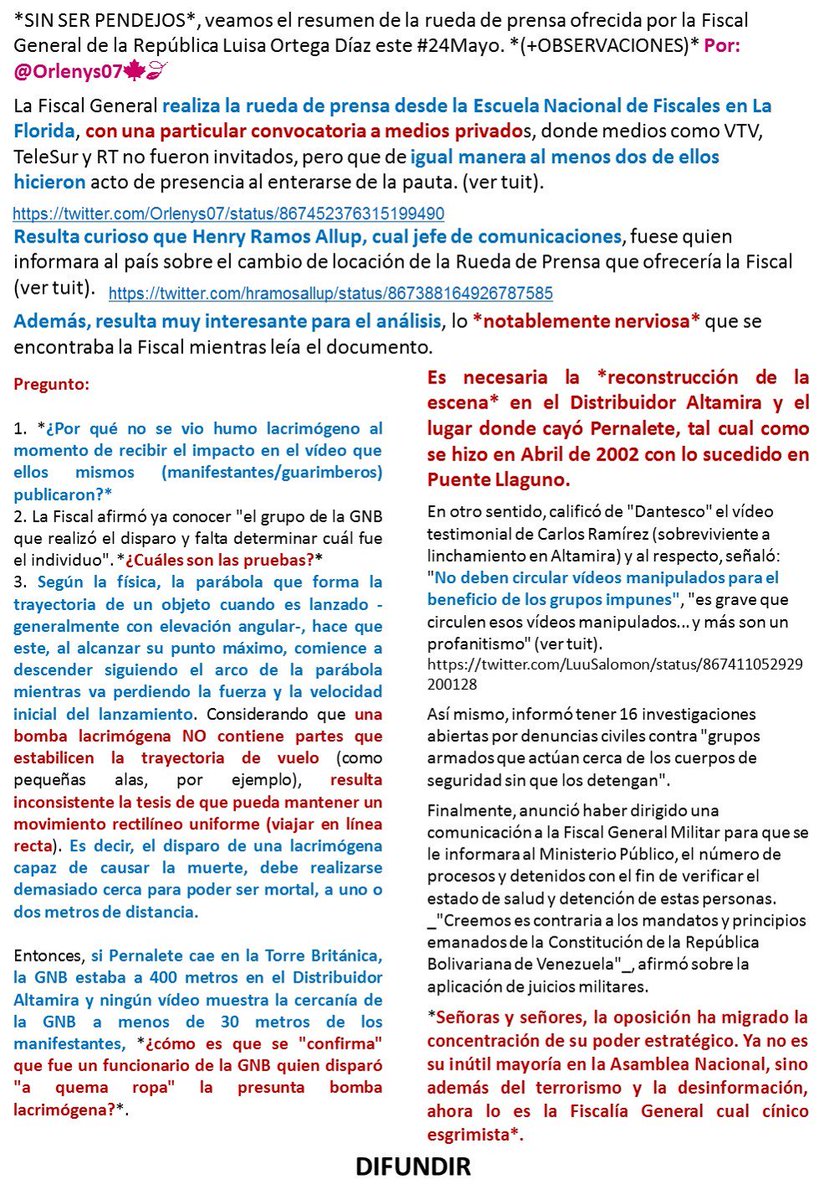 *SIN SER PENDEJOS*, veamos el resumen de la rueda de prensa ofrecida por la Fiscal
General de la República Luisa Ortega Díaz este #24Mayo. *(+OBSERVACIONES)* Por:
@Orlenys07🍁🍃
La Fiscal General realiza la rueda de prensa desde la Escuela Nacional de Fiscales en La
Florida, con una particular convocatoria a medios privados, donde medios como VTV,
TeleSur y RT no fueron invitados, pero que de igual manera al menos dos de ellos
hicieron acto de presencia al enterarse de la pauta. (ver tuit).
https://twitter.com/Orlenys07/status/867452376315199490
Resulta curioso que Henry Ramos Allup, cual jefe de comunicaciones, fuese quien
informara al país sobre el cambio de locación de la Rueda de Prensa que ofrecería la Fiscal
(ver tuit). https://twitter.com/hramosallup/status/867388164926787585
Además, resulta muy interesante para el análisis, lo *notablemente nerviosa* que se
encontraba la Fiscal mientras leía el documento.
Pregunto:
1. *¿Por qué no se vio humo lacrimógeno al
momento de recibir el impacto en el vídeo que
ellos mismos (manifestantes/guarimberos)
publicaron?*
2. La Fiscal afirmó ya conocer "el grupo de la GNB
que realizó el disparo y falta determinar cuál fue
el individuo". *¿Cuáles son las pruebas?*
3. Según la física, la parábola que forma la
trayectoria de un objeto cuando es lanzado -
generalmente con elevación angular-, hace que
este, al alcanzar su punto máximo, comience a
descender siguiendo el arco de la parábola
mientras va perdiendo la fuerza y la velocidad
inicial del lanzamiento. Considerando que una
bomba lacrimógena NO contiene partes que
estabilicen la trayectoria de vuelo (como
pequeñas alas, por ejemplo), resulta
inconsistente la tesis de que pueda mantener un
movimiento rectilíneo uniforme (viajar en línea
recta). Es decir, el disparo de una lacrimógena
capaz de causar la muerte, debe realizarse
demasiado cerca para poder ser mortal, a uno o
dos metros de distancia.
Entonces, si Pernalete cae en la Torre Británica,
la GNB estaba a 400 metros en el Distribuidor
Altamira y ningún vídeo muestra la cercanía de
la GNB a menos de 30 metros de los
manifestantes, *¿cómo es que se "confirma"
que fue un funcionario de la GNB quien disparó
"a quema ropa" la presunta bomba
lacrimógena?*.
Es necesaria la *reconstrucción de la
escena* en el Distribuidor Altamira y el
lugar donde cayó Pernalete, tal cual como
se hizo en Abril de 2002 con lo sucedido en
Puente Llaguno.
En otro sentido, calificó de "Dantesco" el vídeo
testimonial de Carlos Ramírez (sobreviviente a
linchamiento en Altamira) y al respecto, señaló:
"No deben circular vídeos manipulados para el
beneficio de los grupos impunes", "es grave que
circulen esos vídeos manipulados... y más son un
profanitismo" (ver tuit).
https://twitter.com/LuuSalomon/status/867411052929
200128
Así mismo, informó tener 16 investigaciones
abiertas por denuncias civiles contra "grupos
armados que actúan cerca de los cuerpos de
seguridad sin que los detengan".
Finalmente, anunció haber dirigido una
comunicación a la Fiscal General Militar para que se
le informara al Ministerio Público, el número de
procesos y detenidos con el fin de verificar el
estado de salud y detención de estas personas.
_"Creemos es contraria a los mandatos y principios
emanados de la Constitución de la República
Bolivariana de Venezuela"_, afirmó sobre la
aplicación de juicios militares.
*Señoras y señores, la oposición ha migrado la
concentración de su poder estratégico. Ya no es
su inútil mayoría en la Asamblea Nacional, sino
además del terrorismo y la desinformación,
ahora lo es la Fiscalía General cual cínico
esgrimista*.
DIFUNDIR